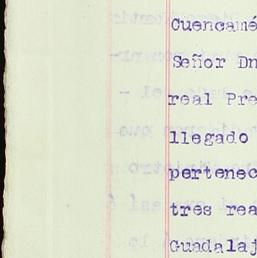 Cuencamé
Señor Dn
real Pre
llegado
pertenec
tres rea
Guadalaj